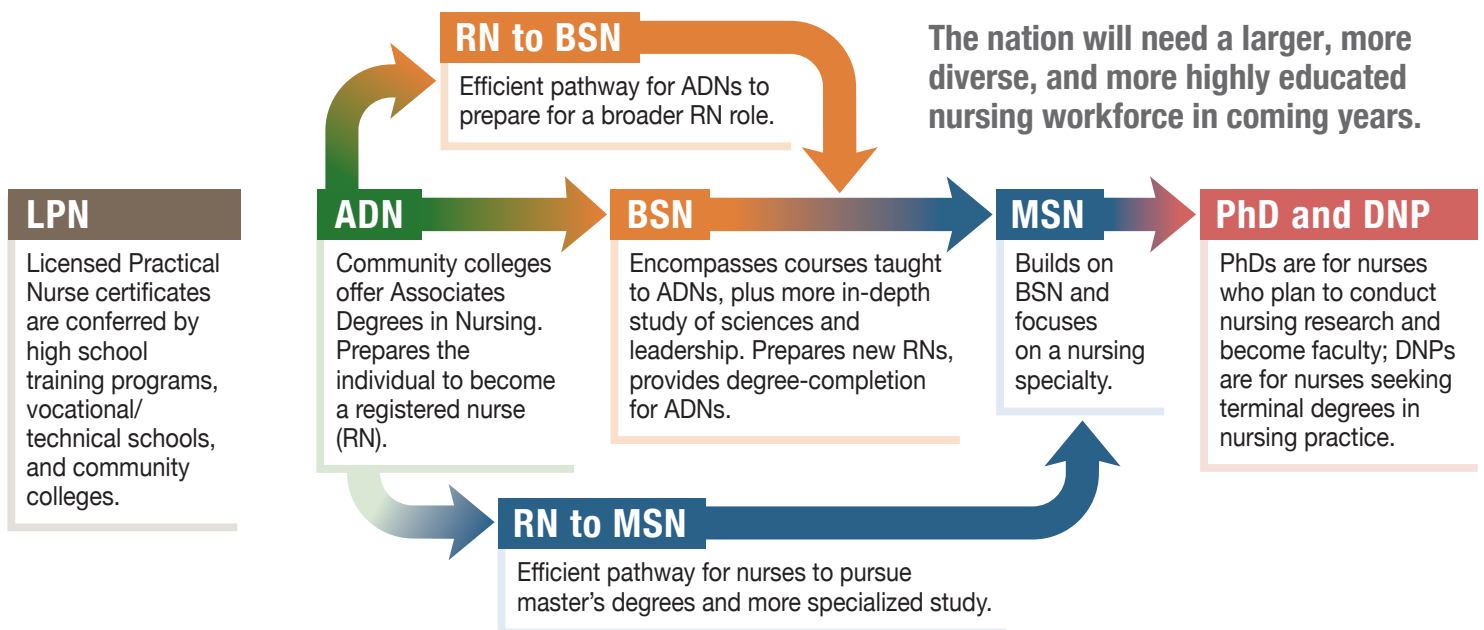 RN to BSN
Efficient pathway for ADNs to
prepare for a broader RN role.
The nation will need a larger, more
diverse, and more highly educated
nursing workforce in coming years.
LPN
Licensed Practical
Nurse certificates
are conferred by
high school
training programs,
vocational/
technical schools,
and community
colleges.
ADN
Community colleges
offer Associates
Degrees in Nursing.
Prepares the
individual to become
a registered nurse
(RN).
BSN
Encompasses courses taught
to ADNs, plus more in-depth
study of sciences and
leadership. Prepares new RNs,
provides degree-completion
for ADNs.
MSN
Builds on
BSN and
focuses
on a nursing
specialty.
PhD and DNP
PhDs are for nurses
who plan to conduct
nursing research and
become faculty; DNPs
are for nurses seeking
terminal degrees in
nursing practice.
RN to MSN
Efficient pathway for nurses to pursue
master’s degrees and more specialized study.